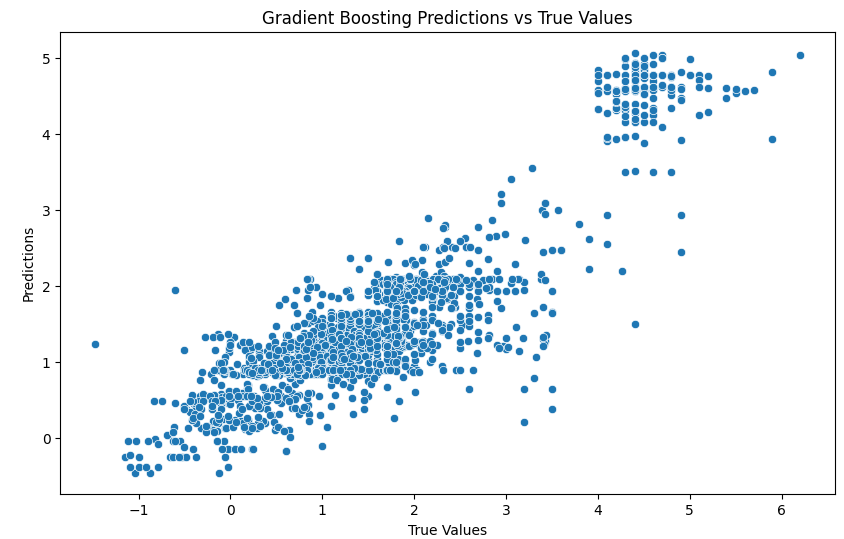 Gradient Boosting Predictions vs True Values
5
4
3
2
1
0
Predictions
−1 0 1 2 3 4 5 6
True Values